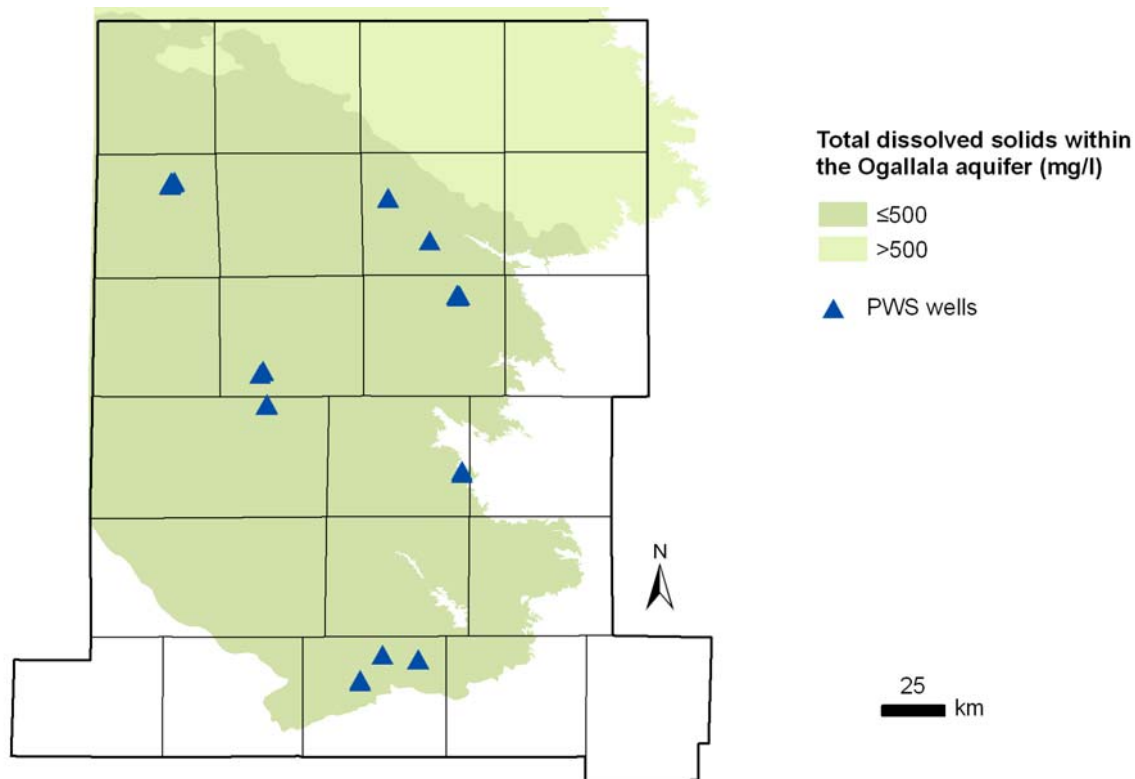 Total dissolved solids within
the Ogallala aquifer (mg/l)
≤500
>500
PWS wells
N
25
km